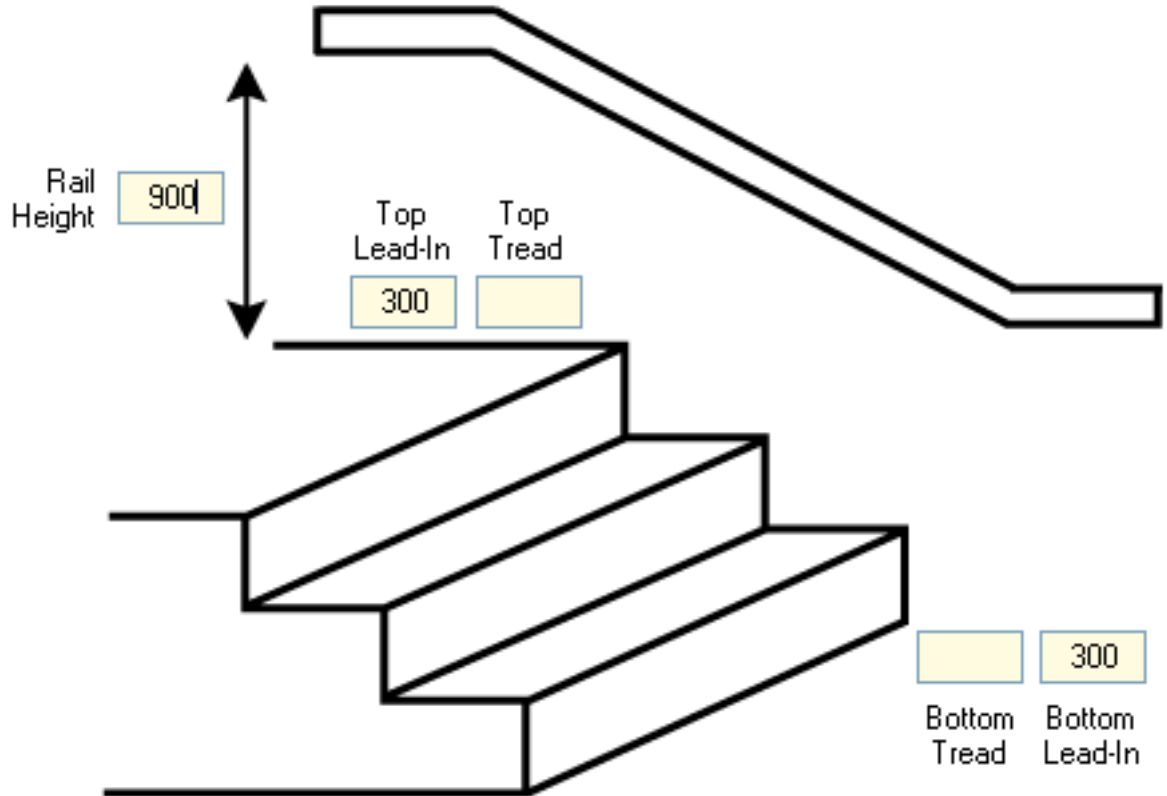 Rail
Height
900
Top
Lead-In
Top
Tread
300
300
Bottom
Tread
Bottom
Lead-In